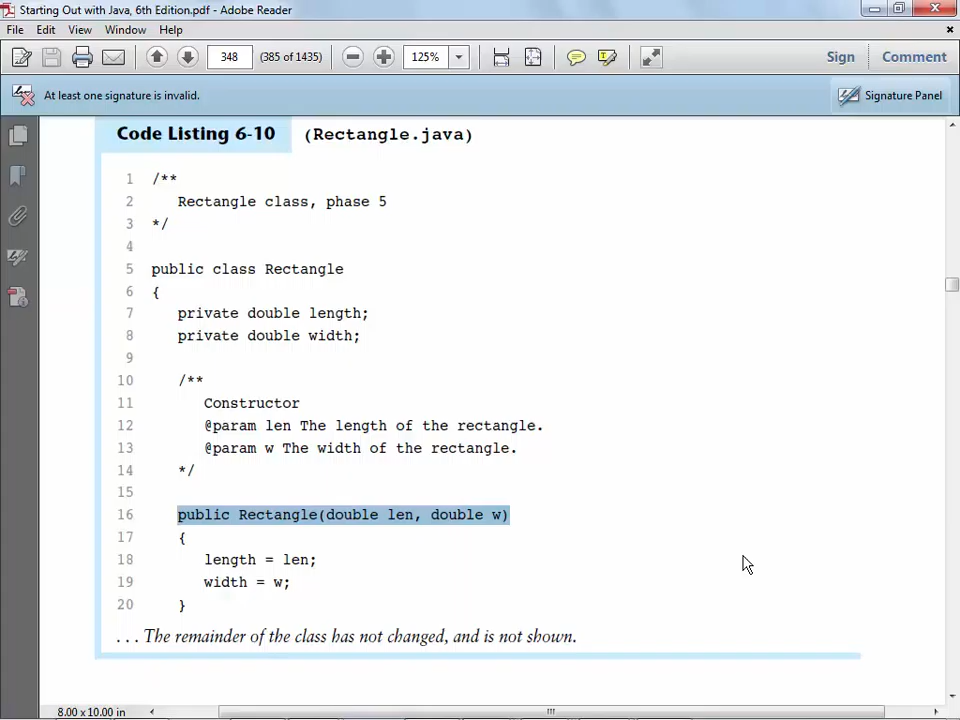 Starting Out with Java, 6th Edition.pdf - Adobe Reader
File Edit View Window Help
348 (385 of 1435) 125% Sign Comment
At least one signature is invalid. Signature Panel
Code Listing 6-10 (Rectangle.java)
1 /**
2 Rectangle class, phase 5
3 */
4
5 public class Rectangle
6 {
7 private double length;
8 private double width;
9
10 /**
11 Constructor
12 @param len The length of the rectangle.
13 @param w The width of the rectangle.
14 */
15
16 public Rectangle(double len, double w)
17 {
18 length = len;
19 width = w;
20 }
. . . The remainder of the class has not changed, and is not shown.
8.00 x 10.00 in